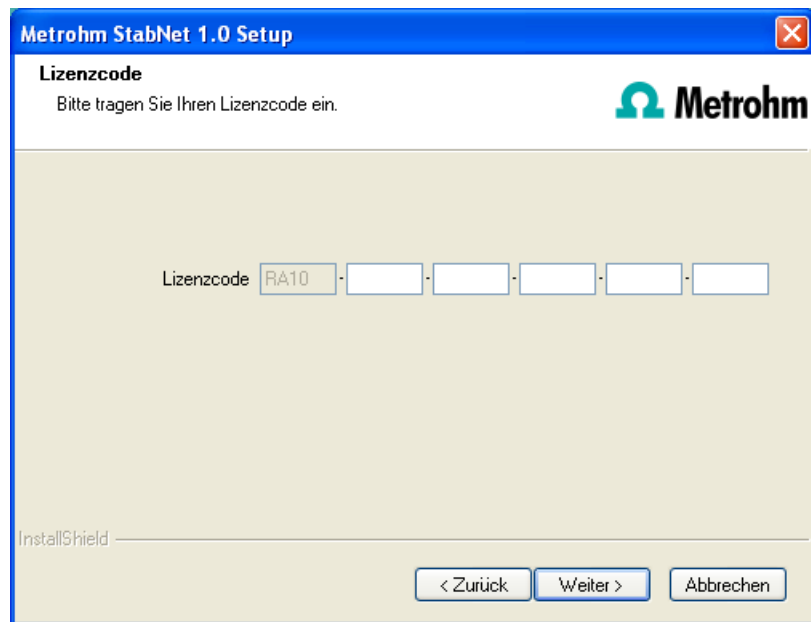 Metrohm StabNet 1.0 Setup
Lizenzcode
Bitte tragen Sie Ihren Lizenzcode ein.
Metrohm
Lizenzcode RA10 - - - - -
InstallShield
< Zurück Weiter > Abbrechen